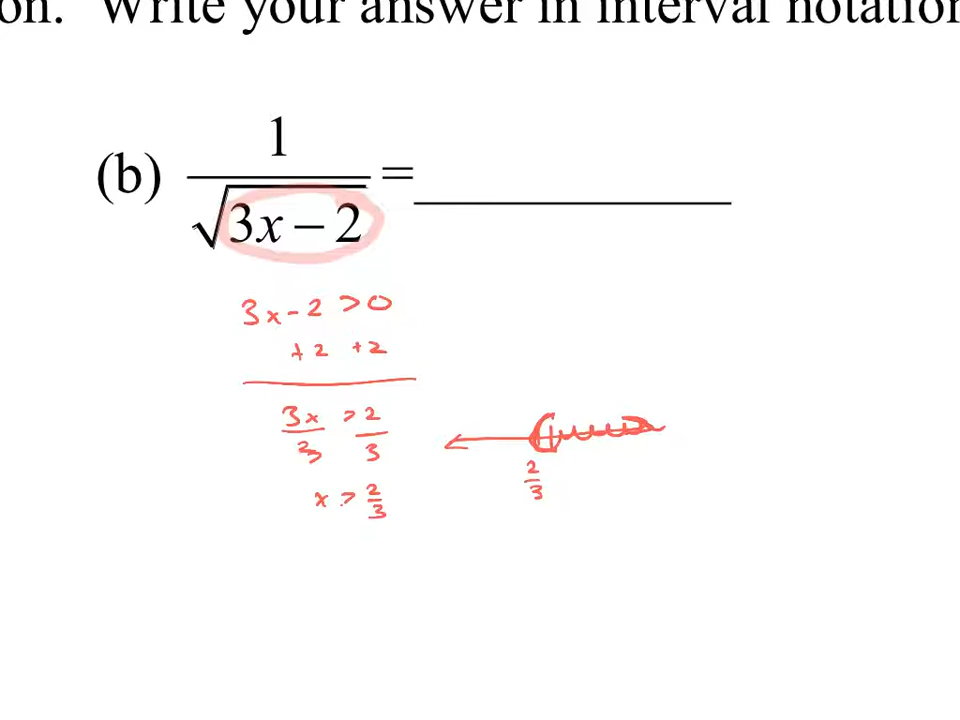 on. Write your answer in interval notation
(b) 1/√(3x − 2) = ____________
3x - 2 > 0
+2 +2
3x/3 > 2/3
x > 2/3
2/3